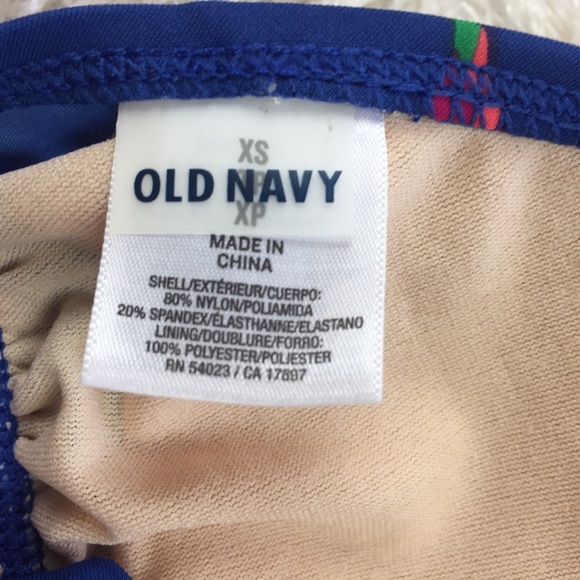 XS
OLD NAVY
XP
MADE IN
CHINA
SHELL/EXTÉRIEUR/CUERPO:
80% NYLON/POLIAMIDA
20% SPANDEX/ÉLASTHANNE/ELASTANO
LINING/DOUBLURE/FORRO:
100% POLYESTER/POLIÉSTER
RN 54023 / CA 17897